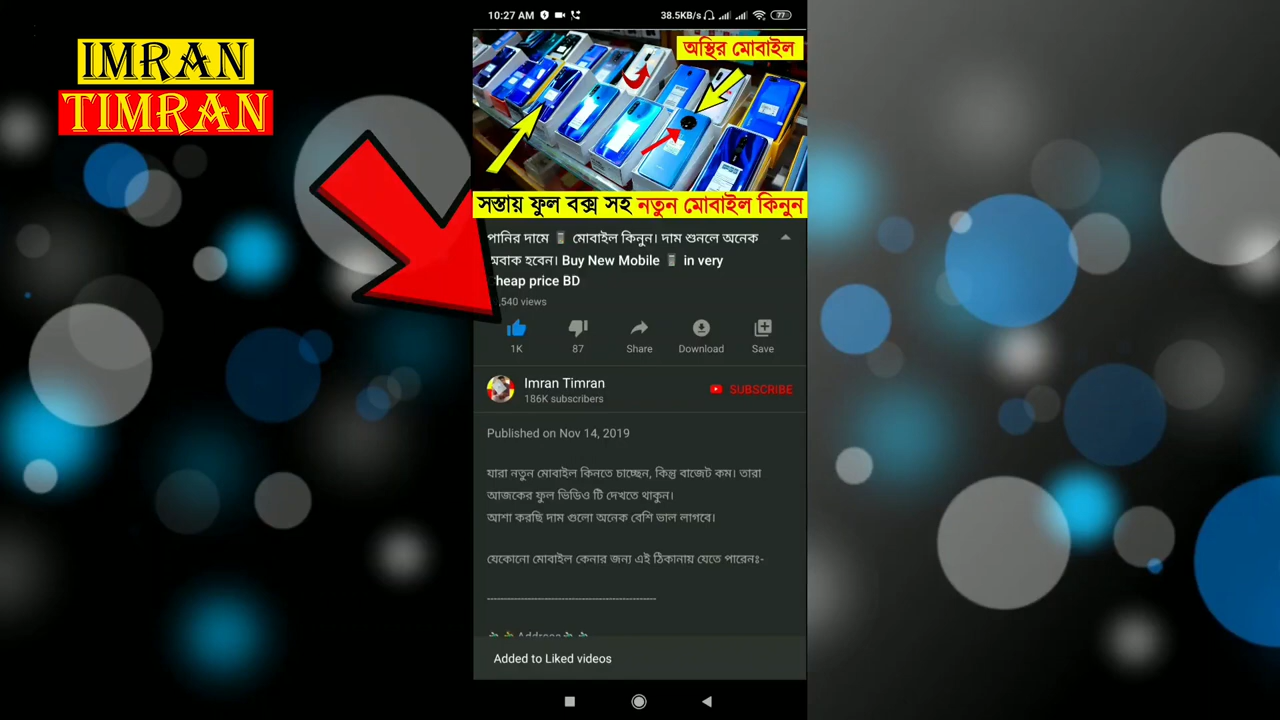 IMRAN
TIMRAN
10:27 AM
38.5KB/s
77
অস্থির মোবাইল
সস্তায় ফুল বক্স সহ নতুন মোবাইল কিনুন
পানির দামে মোবাইল কিনুন। দাম শুনলে অনেক
অবাক হবেন। Buy New Mobile in very
Cheap price BD
,540 views
1K
87
Share
Download
Save
Imran Timran
186K subscribers
SUBSCRIBE
Published on Nov 14, 2019
যারা নতুন মোবাইল কিনতে চাচ্ছেন, কিন্তু বাজেট কম। তারা
আজকের ফুল ভিডিও টি দেখতে থাকুন।
আশা করছি দাম গুলো অনেক বেশি ভাল লাগবে।
যেকোনো মোবাইল কেনার জন্য এই ঠিকানায় যেতে পারেনঃ-
--------------------------------------------------
Address
Added to Liked videos